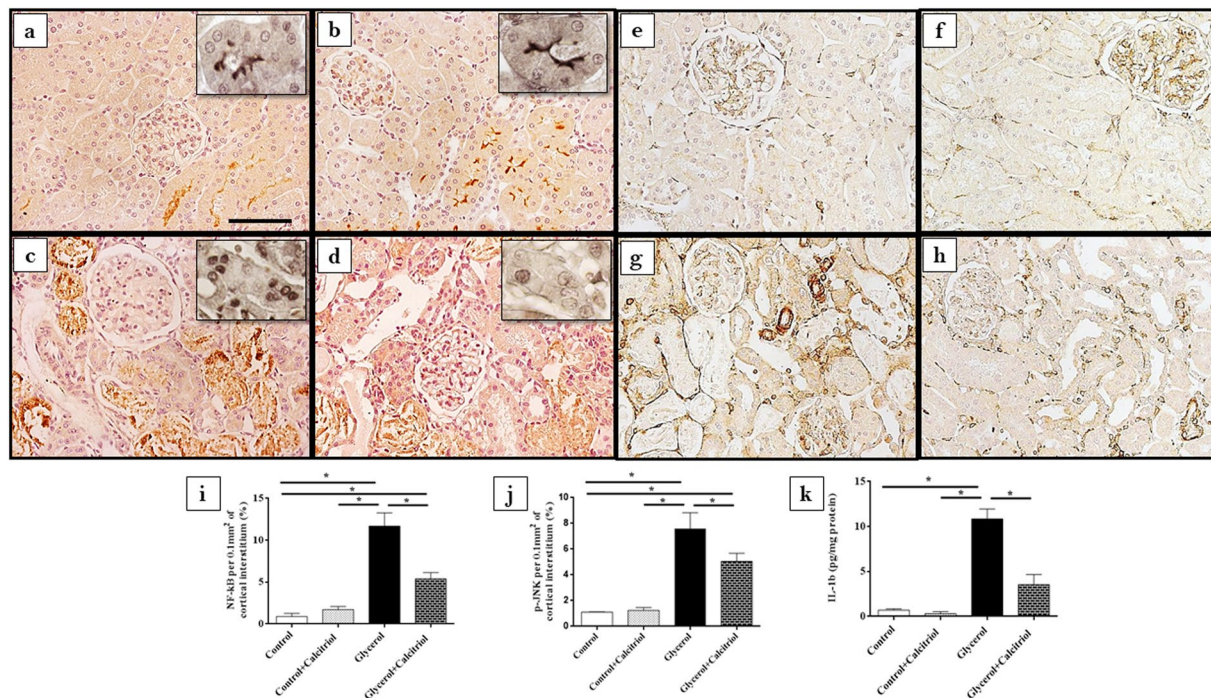 a
b
e
f
c
d
g
h
i
j
k
NF-kB per 0.1mm² of
cortical interstitium (%)
15
10
5
0
*
*
*
*
Control
Control+Calcitriol
Glycerol
Glycerol+Calcitriol
p-JNK per 0.1mm² of
cortical interstitium (%)
10
8
6
4
2
0
*
*
*
*
Control
Control+Calcitriol
Glycerol
Glycerol+Calcitriol
IL-1b (pg/mg protein)
15
10
5
0
*
*
*
Control
Control+Calcitriol
Glycerol
Glycerol+Calcitriol